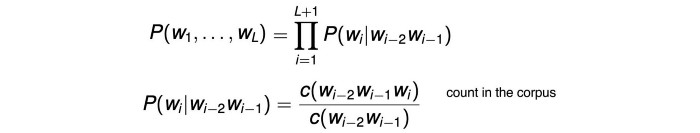 P(w₁, . . . , w_L) = ∏_{i=1}^{L+1} P(w_i|w_{i−2}w_{i−1})
P(w_i|w_{i−2}w_{i−1}) = c(w_{i−2}w_{i−1}w_i) / c(w_{i−2}w_{i−1}) count in the corpus